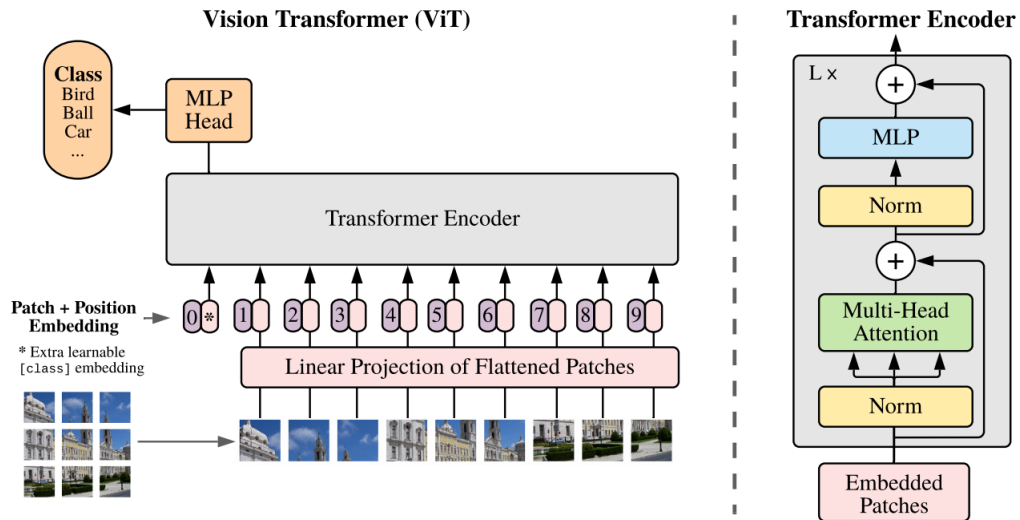 Vision Transformer (ViT)
Class
Bird
Ball
Car
...
MLP
Head
Transformer Encoder
Patch + Position
Embedding
0 * 1 2 3 4 5 6 7 8 9
* Extra learnable
[class] embedding
Linear Projection of Flattened Patches
Transformer Encoder
L ×
+
MLP
Norm
+
Multi-Head
Attention
Norm
Embedded
Patches